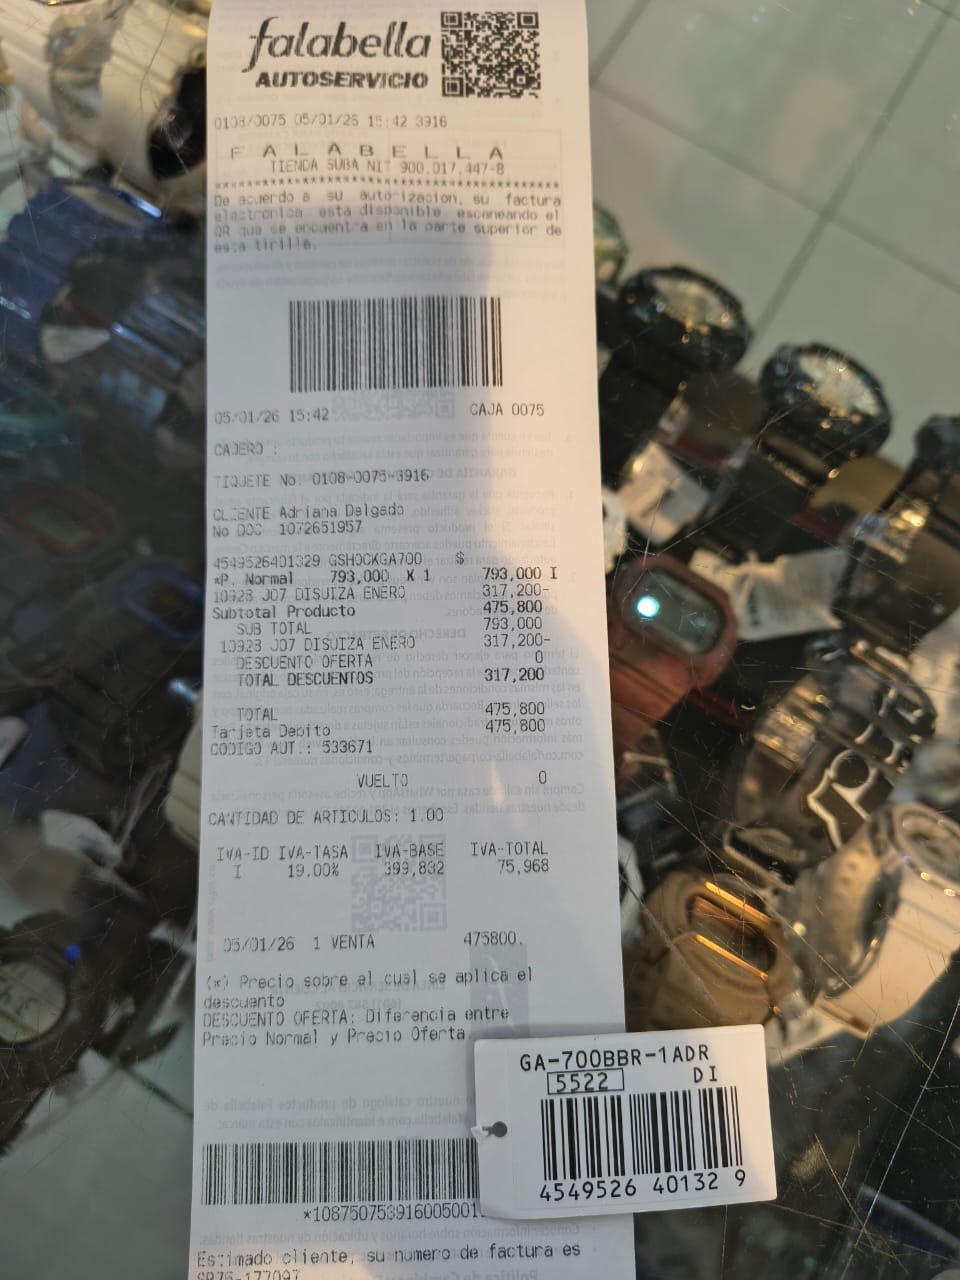 falabella
AUTOSERVICIO
0108/0075 05/01/26 15:42 3916
F A L A B E L L A
TIENDA SUBA NIT 900.017.447-8
De acuerdo a su autorizacion, su factura
electronica esta disponible escaneando el
QR que se encuentra en la parte superior de
esta tirilla.
05/01/26 15:42 CAJA 0075
CAJERO :
TIQUETE No: 0108-0075-3916
CLIENTE Adriana Delgado
No DOC 1072651957
4549526401329 GSHOCKGA700 $
*P. Normal 793,000 X 1 793,000 I
10928 J07 DISUIZA ENERO 317,200-
Subtotal Producto 475,800
SUB TOTAL 793,000
10928 J07 DISUIZA ENERO 317,200-
DESCUENTO OFERTA 0
TOTAL DESCUENTOS 317,200
TOTAL 475,800
Tarjeta Debito 475,800
CODIGO AUT.: 533671
VUELTO 0
CANTIDAD DE ARTICULOS: 1.00
IVA-ID IVA-TASA IVA-BASE IVA-TOTAL
I 19.00% 399,832 75,968
05/01/26 1 VENTA 475800.
(*) Precio sobre el cual se aplica el
descuento
DESCUENTO OFERTA: Diferencia entre
Precio Normal y Precio Oferta.
GA-700BBR-1ADR
5522 DI
4549526 40132 9
Estimado cliente, su numero de factura es
SR75-177097